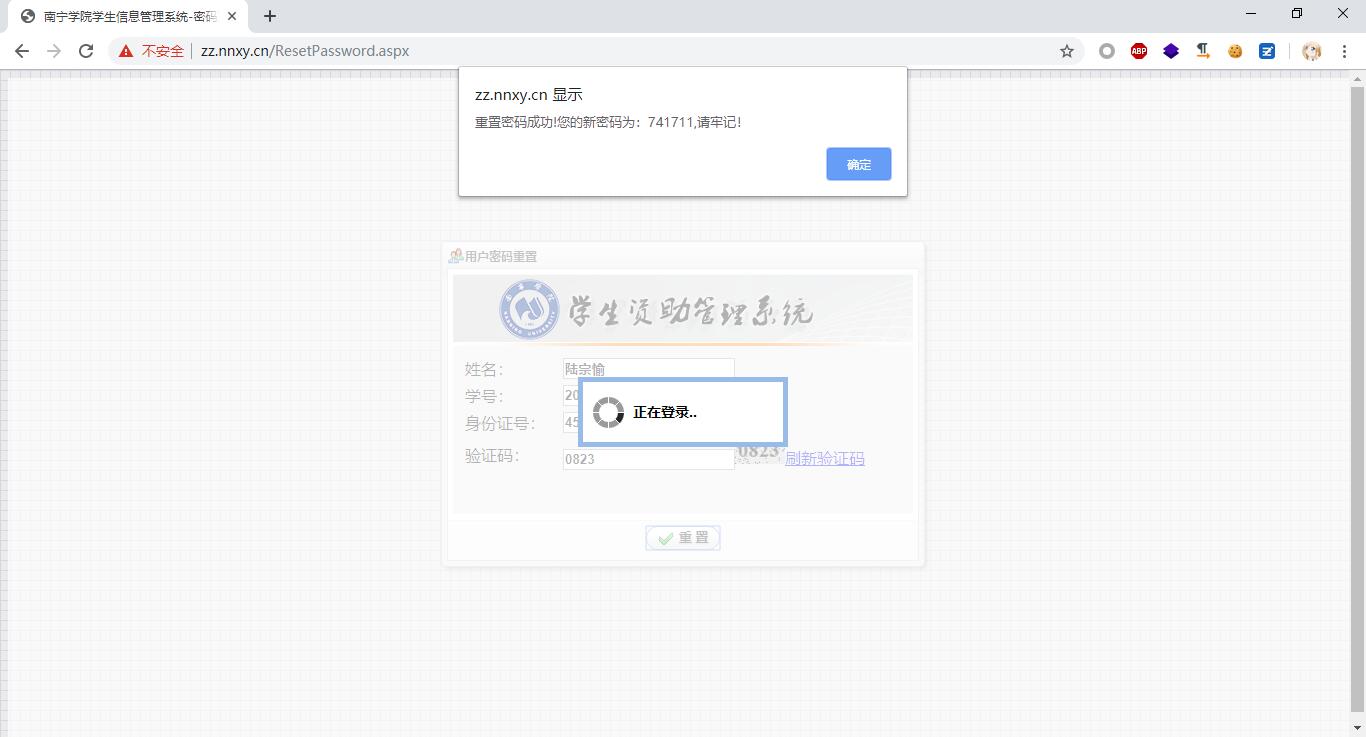 南宁学院学生信息管理系统-密码
不安全 zz.nnxy.cn/ResetPassword.aspx
ABP
zz.nnxy.cn 显示
重置密码成功!您的新密码为：741711,请牢记!
确定
用户密码重置
学生资助管理系统
姓名： 陆宗愉
学号： 20
身份证号： 45
正在登录..
验证码： 0823 0823 刷新验证码
重 置